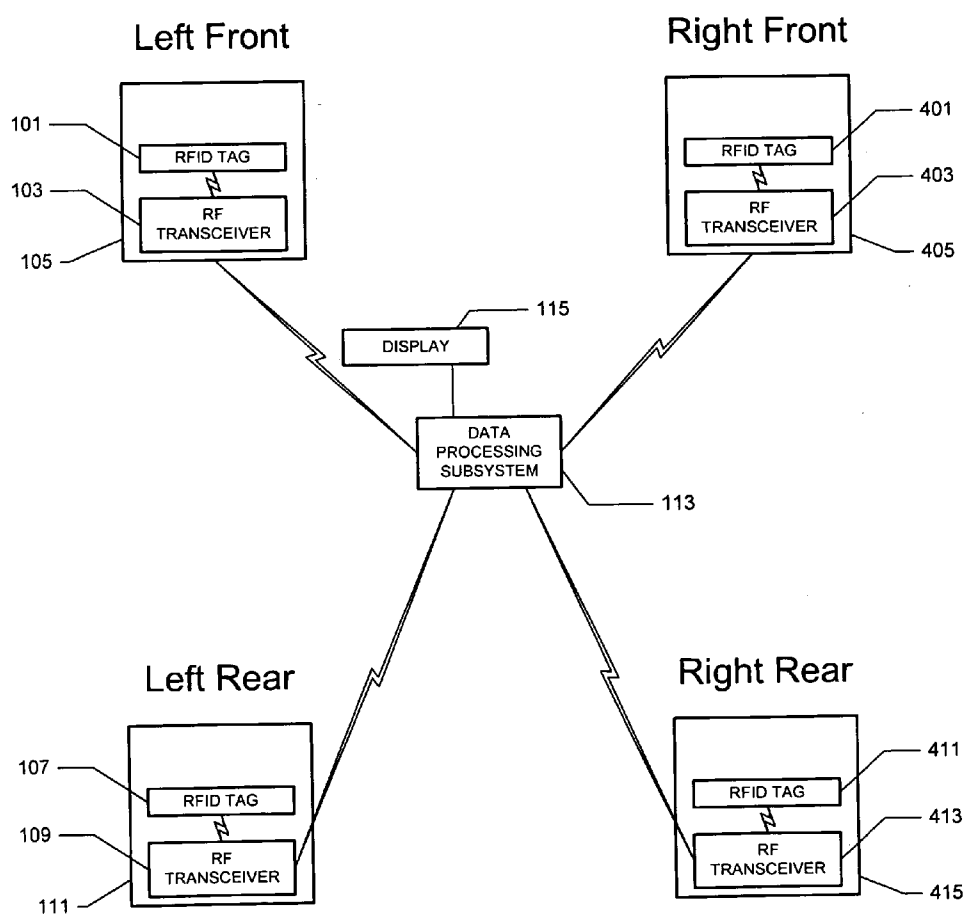 Left Front
Right Front
101
RFID TAG
103
RF
TRANSCEIVER
105
401
RFID TAG
403
RF
TRANSCEIVER
405
115
DISPLAY
DATA
PROCESSING
SUBSYSTEM
113
Left Rear
Right Rear
107
RFID TAG
109
RF
TRANSCEIVER
111
411
RFID TAG
413
RF
TRANSCEIVER
415